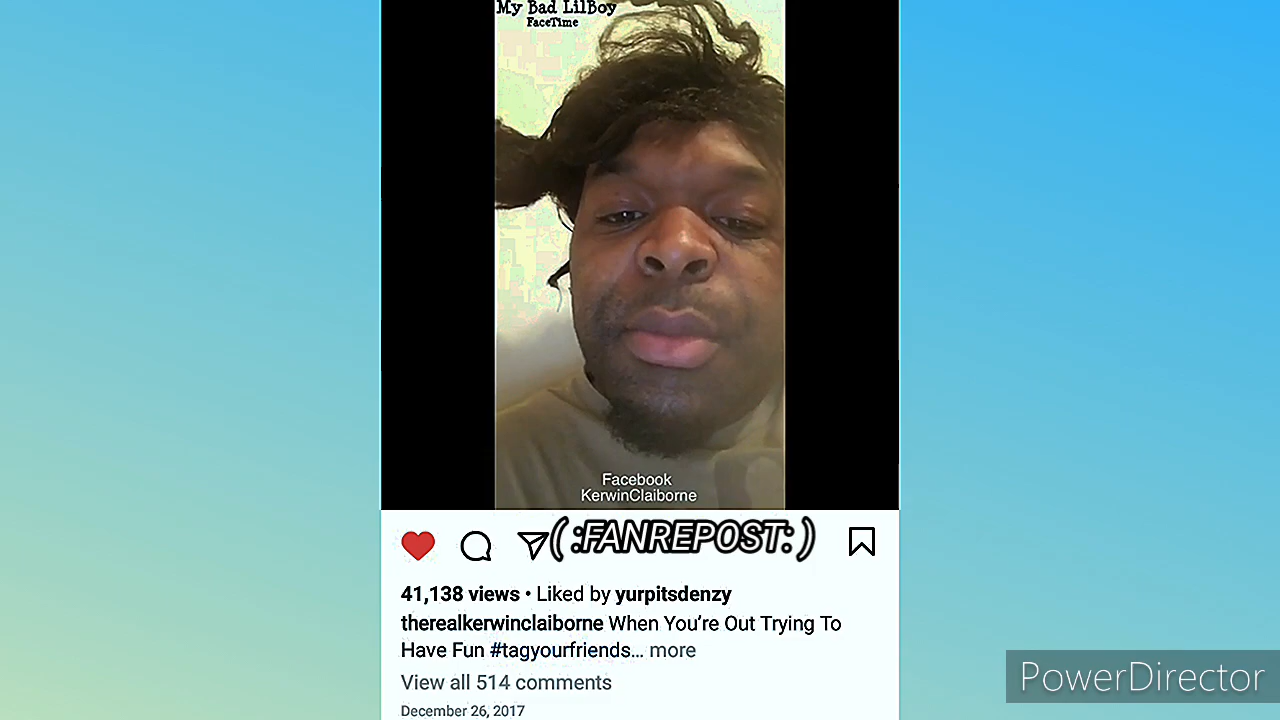 My Bad LilBoy
FaceTime
Facebook
KerwinClaiborne
( :FANREPOST: )
41,138 views • Liked by yurpitsdenzy
therealkerwinclaiborne When You’re Out Trying To
Have Fun #tagyourfriends... more
View all 514 comments
December 26, 2017
PowerDirector